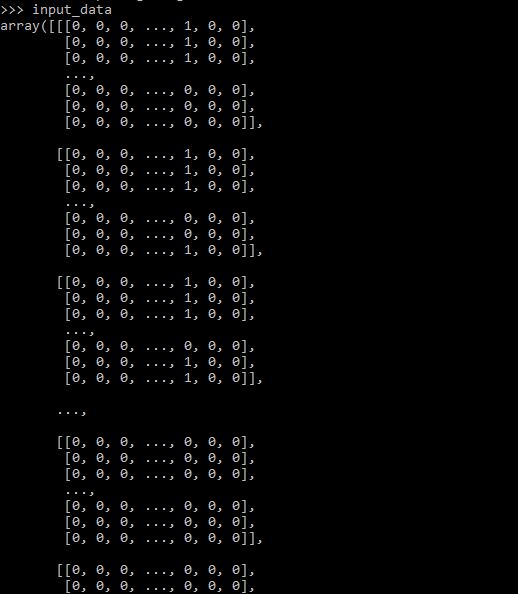 >>> input_data
array([[[0, 0, 0, ..., 1, 0, 0],
        [0, 0, 0, ..., 1, 0, 0],
        [0, 0, 0, ..., 1, 0, 0],
        ...,
        [0, 0, 0, ..., 0, 0, 0],
        [0, 0, 0, ..., 0, 0, 0],
        [0, 0, 0, ..., 0, 0, 0]],

       [[0, 0, 0, ..., 1, 0, 0],
        [0, 0, 0, ..., 1, 0, 0],
        [0, 0, 0, ..., 1, 0, 0],
        ...,
        [0, 0, 0, ..., 0, 0, 0],
        [0, 0, 0, ..., 0, 0, 0],
        [0, 0, 0, ..., 1, 0, 0]],

       [[0, 0, 0, ..., 1, 0, 0],
        [0, 0, 0, ..., 1, 0, 0],
        [0, 0, 0, ..., 1, 0, 0],
        ...,
        [0, 0, 0, ..., 0, 0, 0],
        [0, 0, 0, ..., 1, 0, 0],
        [0, 0, 0, ..., 1, 0, 0]],

       ...,

       [[0, 0, 0, ..., 0, 0, 0],
        [0, 0, 0, ..., 0, 0, 0],
        [0, 0, 0, ..., 0, 0, 0],
        ...,
        [0, 0, 0, ..., 0, 0, 0],
        [0, 0, 0, ..., 0, 0, 0],
        [0, 0, 0, ..., 0, 0, 0]],

       [[0, 0, 0, ..., 0, 0, 0],
        [0, 0, 0, ..., 0, 0, 0],